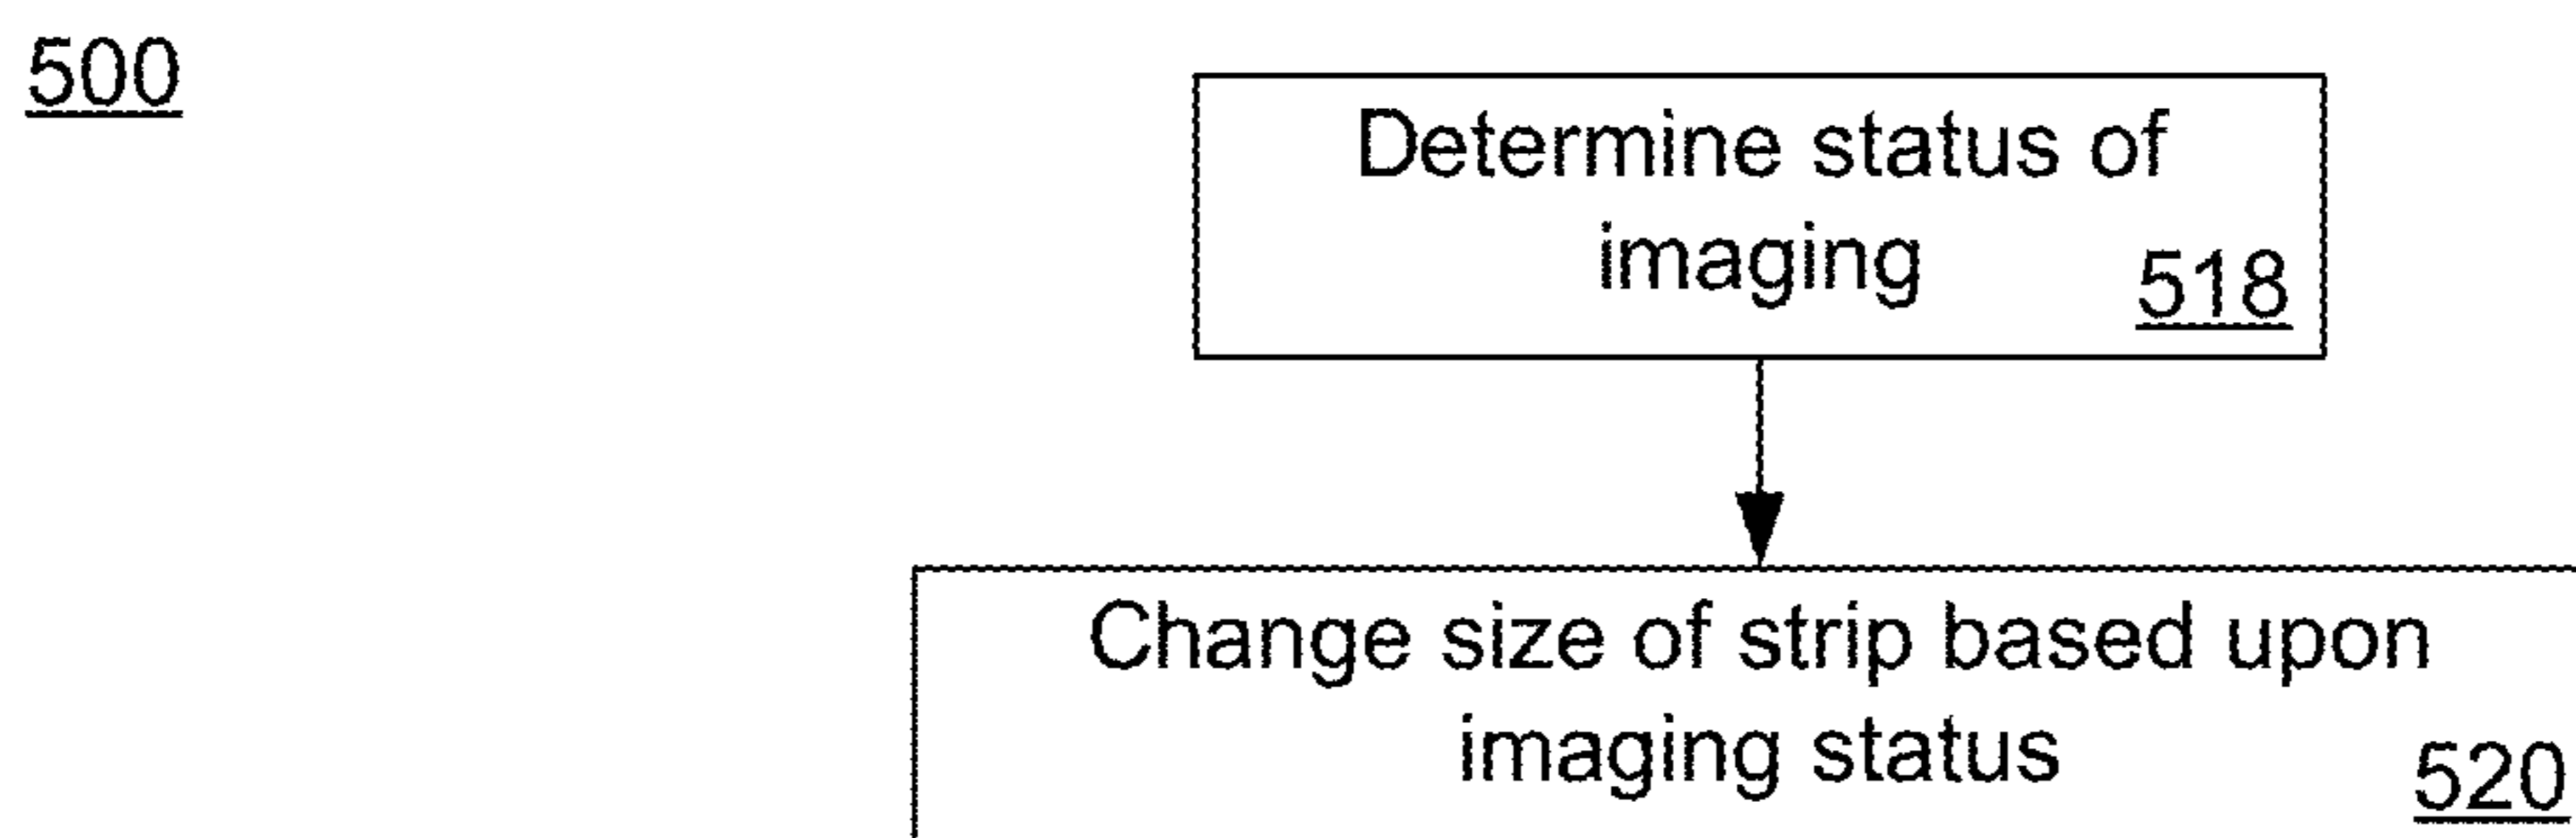 500
Determine status of
imaging
518
Change size of strip based upon
imaging status
520